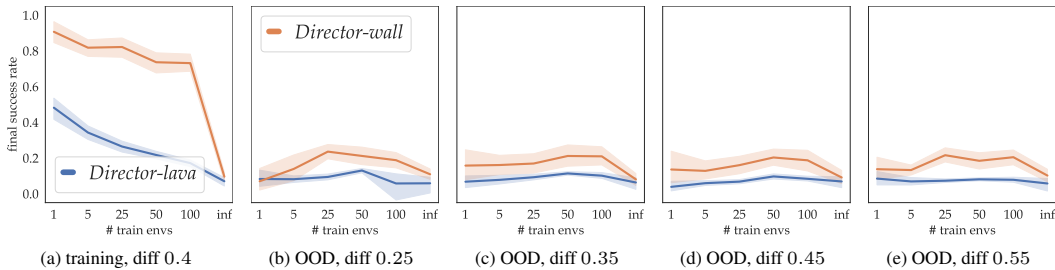 final success rate
1.0
0.8
0.6
0.4
0.2
0.0
Director-lava
1 5 25 50 100 inf
# train envs
(a) training, diff 0.4
Director-wall
1 5 25 50 100 inf
# train envs
(b) OOD, diff 0.25
1 5 25 50 100 inf
# train envs
(c) OOD, diff 0.35
1 5 25 50 100 inf
# train envs
(d) OOD, diff 0.45
1 5 25 50 100 inf
# train envs
(e) OOD, diff 0.55